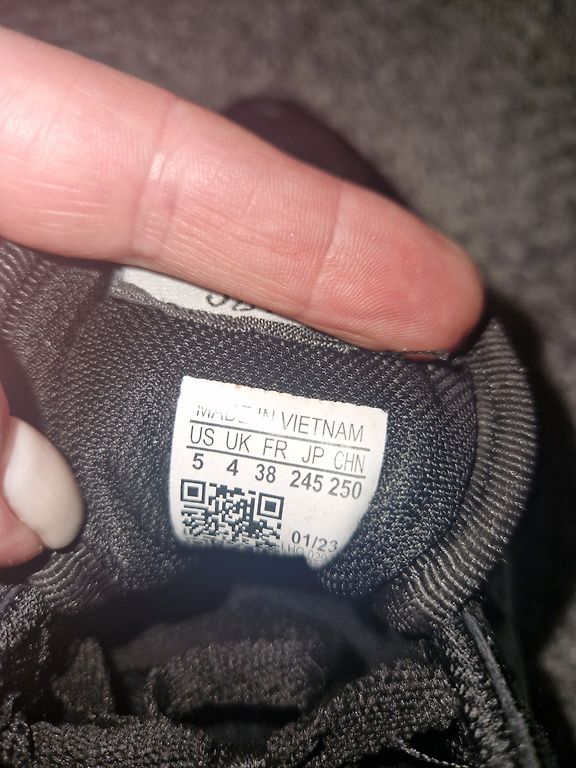 MADE IN VIETNAM
US UK FR JP CHN
5 4 38 245 250
01/23